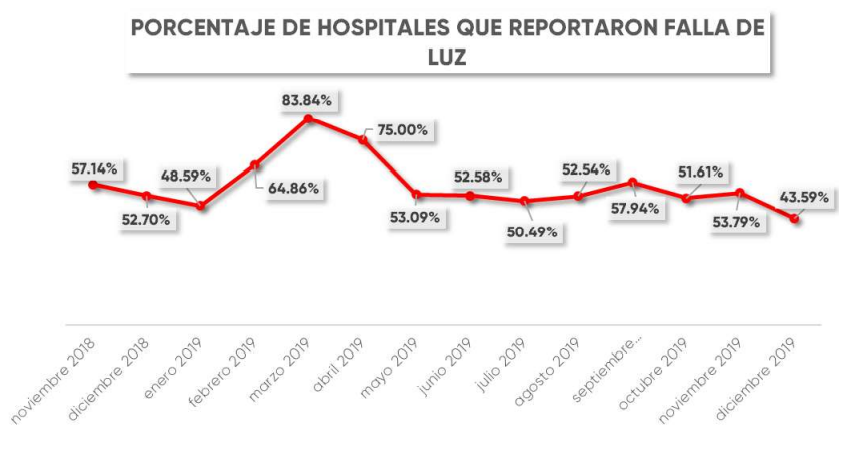 PORCENTAJE DE HOSPITALES QUE REPORTARON FALLA DE
LUZ
57.14%
52.70%
48.59%
64.86%
83.84%
75.00%
53.09%
52.58%
50.49%
52.54%
57.94%
51.61%
53.79%
43.59%
noviembre 2018
diciembre 2018
enero 2019
febrero 2019
marzo 2019
abril 2019
mayo 2019
junio 2019
julio 2019
agosto 2019
septiembre...
octubre 2019
noviembre 2019
diciembre 2019